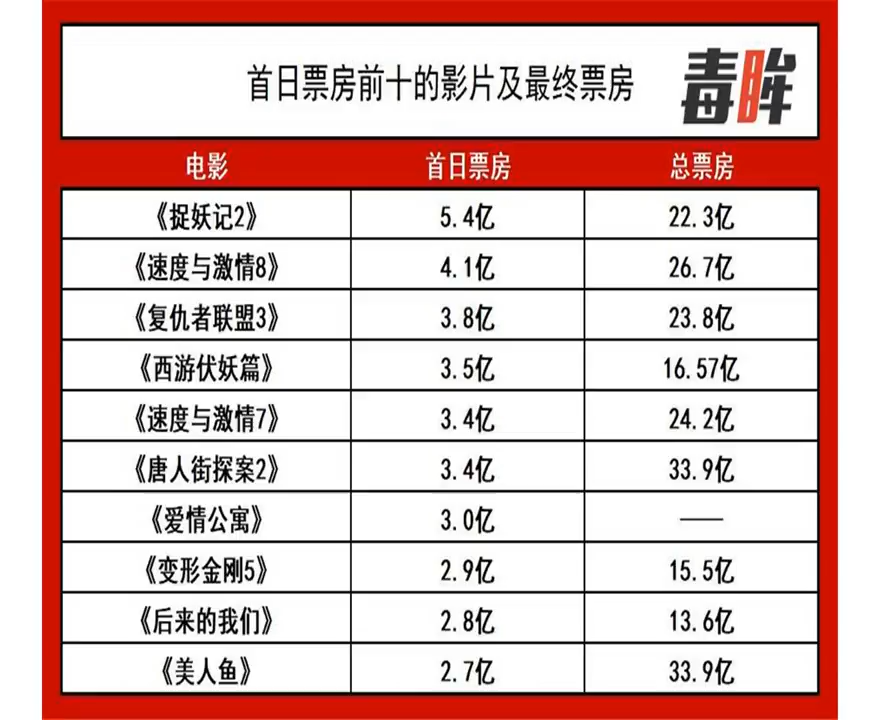 首日票房前十的影片及最终票房 毒眸
电影 首日票房 总票房
《捉妖记2》 5.4亿 22.3亿
《速度与激情8》 4.1亿 26.7亿
《复仇者联盟3》 3.8亿 23.8亿
《西游伏妖篇》 3.5亿 16.57亿
《速度与激情7》 3.4亿 24.2亿
《唐人街探案2》 3.4亿 33.9亿
《爱情公寓》 3.0亿 ——
《变形金刚5》 2.9亿 15.5亿
《后来的我们》 2.8亿 13.6亿
《美人鱼》 2.7亿 33.9亿